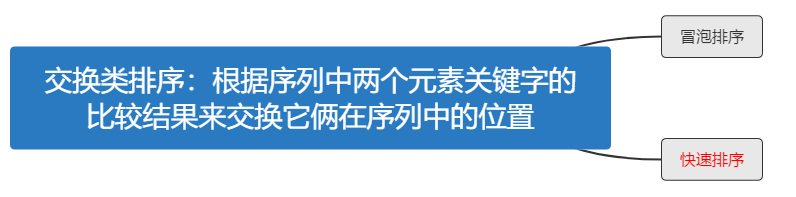 交换类排序：根据序列中两个元素关键字的
比较结果来交换它俩在序列中的位置
冒泡排序
快速排序